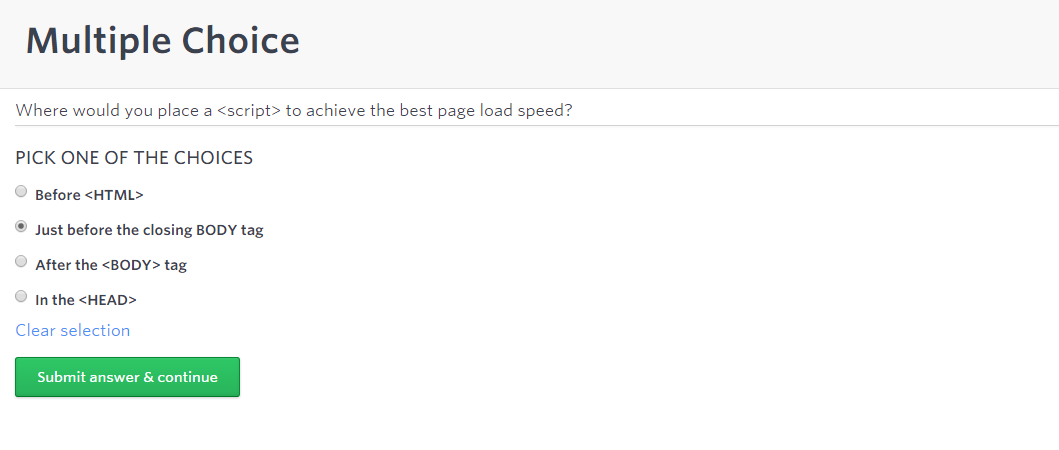 Multiple Choice
Where would you place a <script> to achieve the best page load speed?
PICK ONE OF THE CHOICES
Before <HTML>
Just before the closing BODY tag
After the <BODY> tag
In the <HEAD>
Clear selection
Submit answer & continue